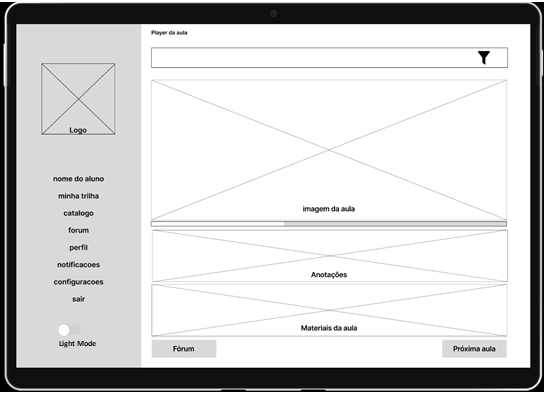 Player da aula
Logo
nome do aluno
minha trilha
catalogo
forum
perfil
notificacoes
configuracoes
sair
Light Mode
imagem da aula
Anotações
Materiais da aula
Fórum
Próxima aula